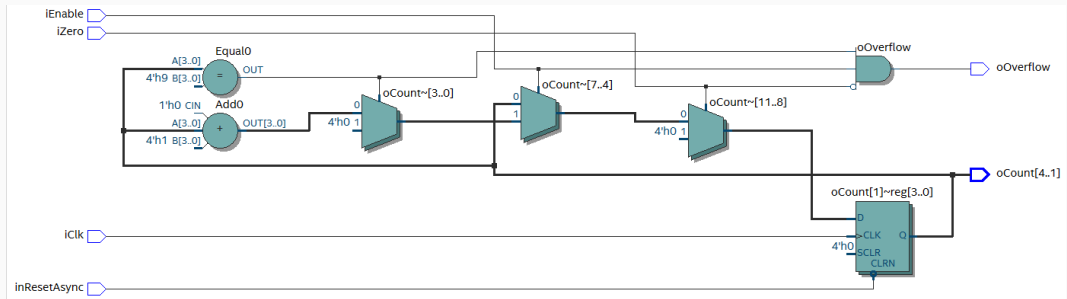 iEnable
iZero
Equal0
oOverflow
A[3..0]
OUT
4'h9 B[3..0]
=
oOverflow
oCount~[7..4]
oCount~[3..0]
1'h0 CIN
Add0
0
oCount~[11..8]
A[3..0]
OUT[3..0]
+
0
1
0
4'h1 B[3..0]
4'h0 1
4'h0 1
oCount[4..1]
oCount[1]~reg[3..0]
D
iClk
CLK
Q
4'h0
SCLR
CLRN
inResetAsync